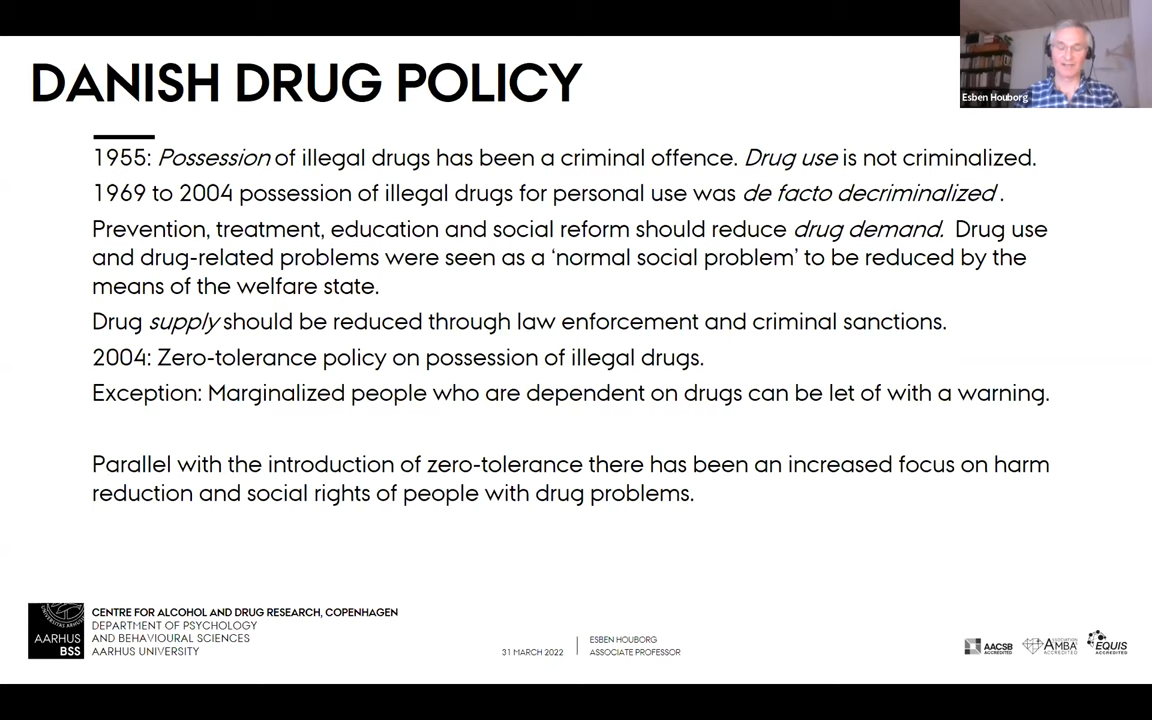 DANISH DRUG POLICY
Esben Houborg
1955: Possession of illegal drugs has been a criminal offence. Drug use is not criminalized.
1969 to 2004 possession of illegal drugs for personal use was de facto decriminalized .
Prevention, treatment, education and social reform should reduce drug demand. Drug use
and drug-related problems were seen as a ‘normal social problem’ to be reduced by the
means of the welfare state.
Drug supply should be reduced through law enforcement and criminal sanctions.
2004: Zero-tolerance policy on possession of illegal drugs.
Exception: Marginalized people who are dependent on drugs can be let of with a warning.
Parallel with the introduction of zero-tolerance there has been an increased focus on harm
reduction and social rights of people with drug problems.
AARHUS
BSS
CENTRE FOR ALCOHOL AND DRUG RESEARCH, COPENHAGEN
DEPARTMENT OF PSYCHOLOGY
AND BEHAVIOURAL SCIENCES
AARHUS UNIVERSITY
31 MARCH 2022
ESBEN HOUBORG
ASSOCIATE PROFESSOR
AACSB
ACCREDITED
AMBA
ACCREDITED
EQUIS
ACCREDITED